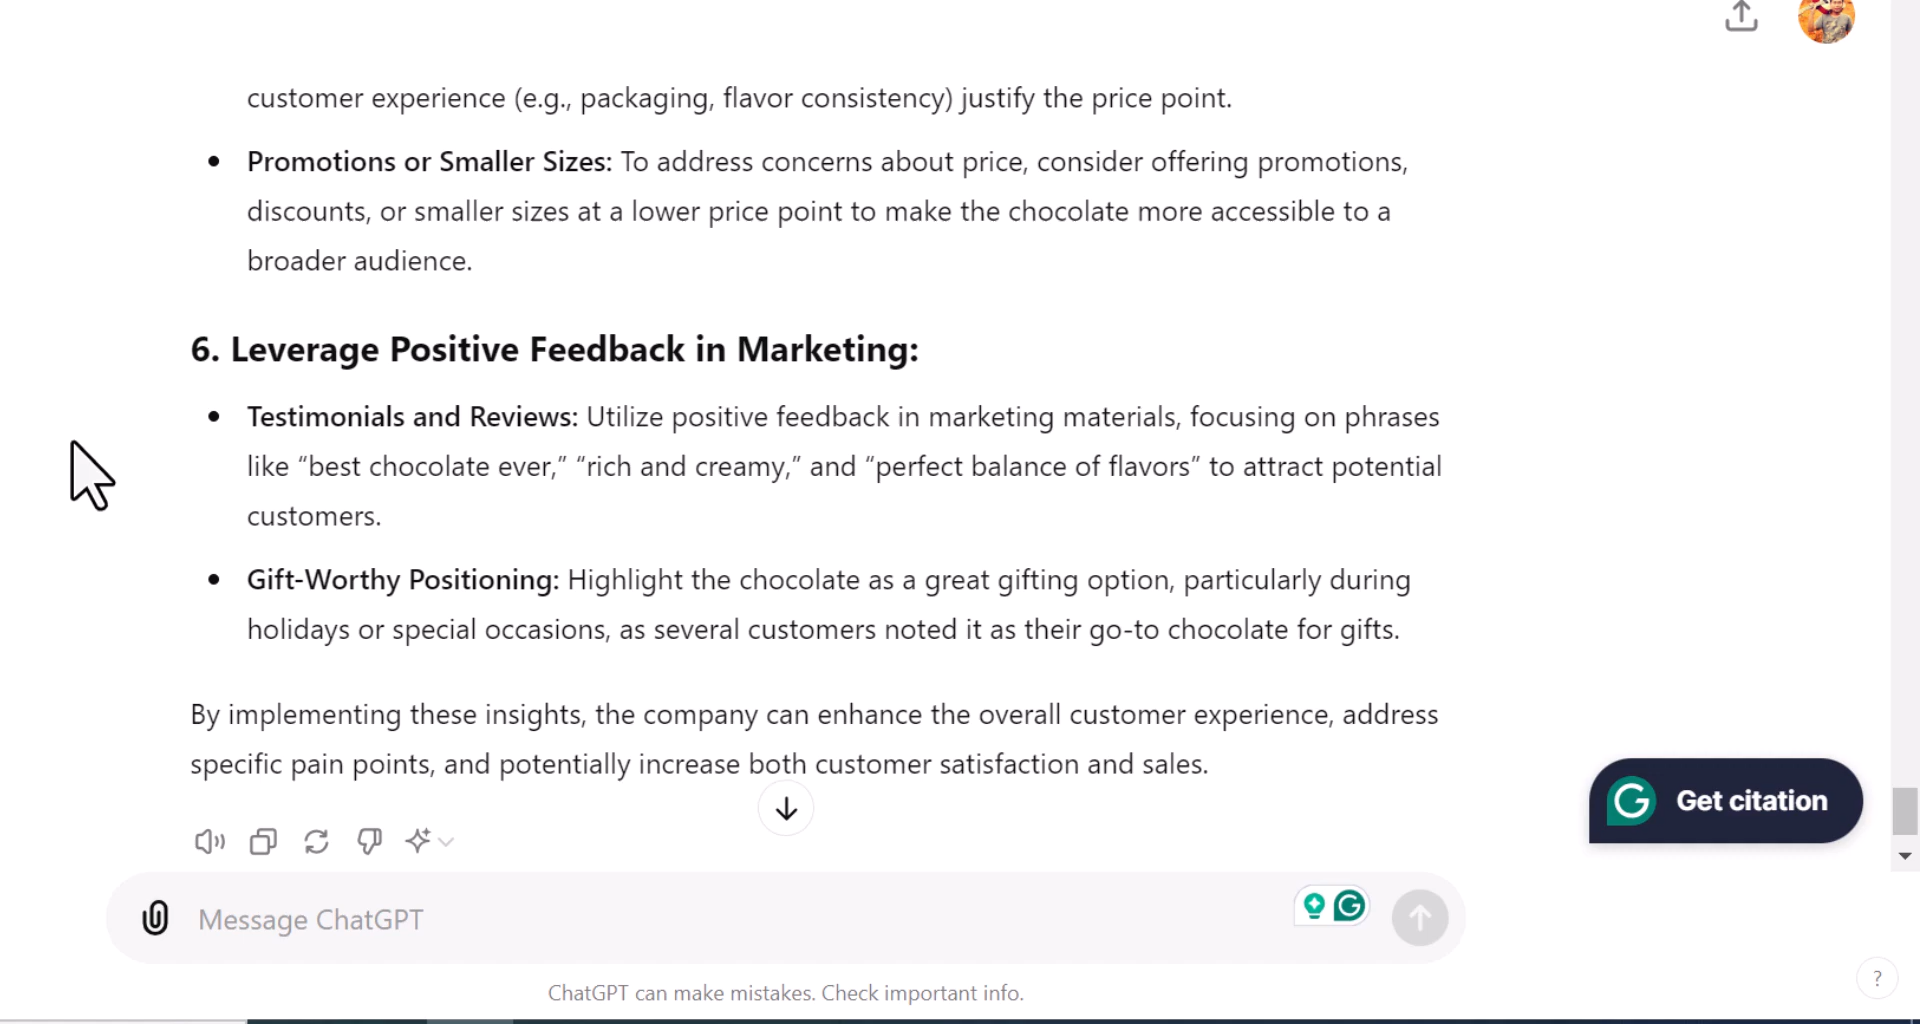 customer experience (e.g., packaging, flavor consistency) justify the price point.
• Promotions or Smaller Sizes: To address concerns about price, consider offering promotions,
discounts, or smaller sizes at a lower price point to make the chocolate more accessible to a
broader audience.
6. Leverage Positive Feedback in Marketing:
• Testimonials and Reviews: Utilize positive feedback in marketing materials, focusing on phrases
like “best chocolate ever,” “rich and creamy,” and “perfect balance of flavors” to attract potential
customers.
• Gift-Worthy Positioning: Highlight the chocolate as a great gifting option, particularly during
holidays or special occasions, as several customers noted it as their go-to chocolate for gifts.
By implementing these insights, the company can enhance the overall customer experience, address
specific pain points, and potentially increase both customer satisfaction and sales.
Get citation
Message ChatGPT
ChatGPT can make mistakes. Check important info.
?